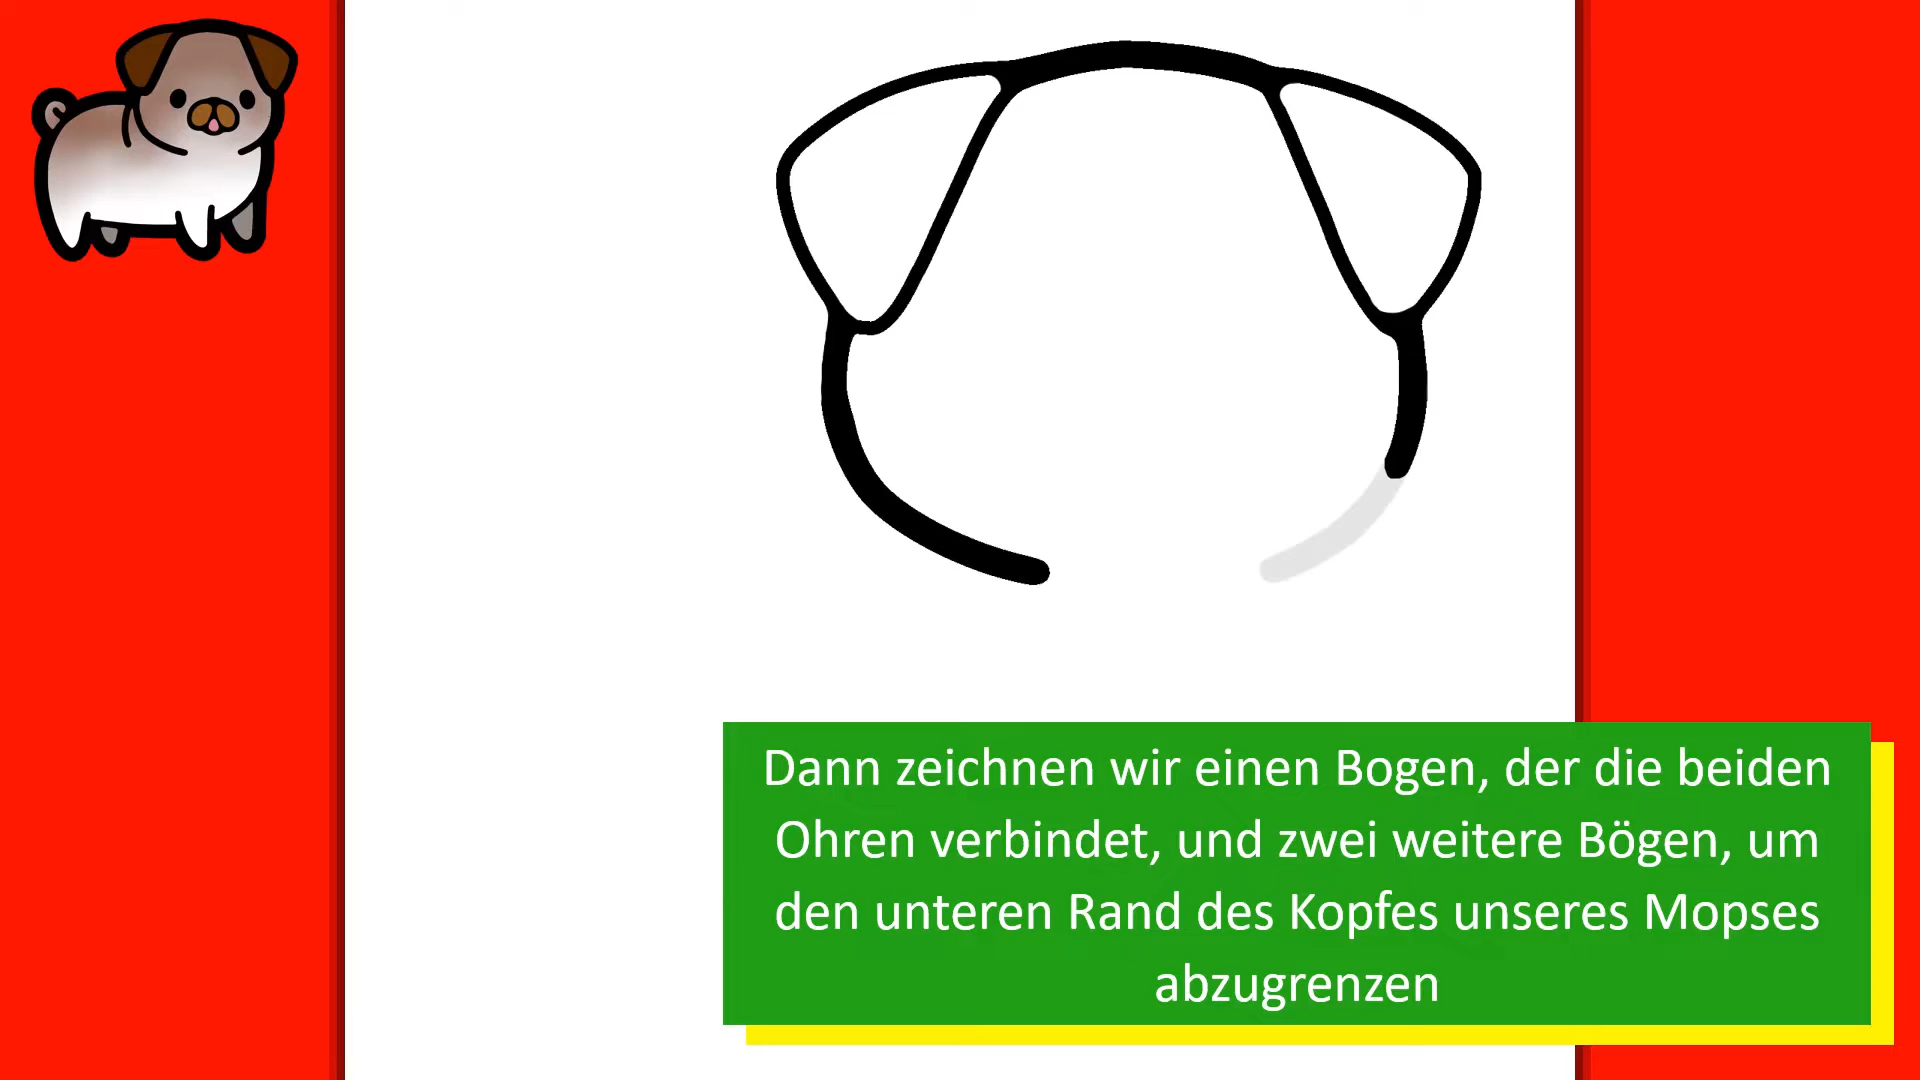 Dann zeichnen wir einen Bogen, der die beiden
Ohren verbindet, und zwei weitere Bögen, um
den unteren Rand des Kopfes unseres Mopses
abzugrenzen